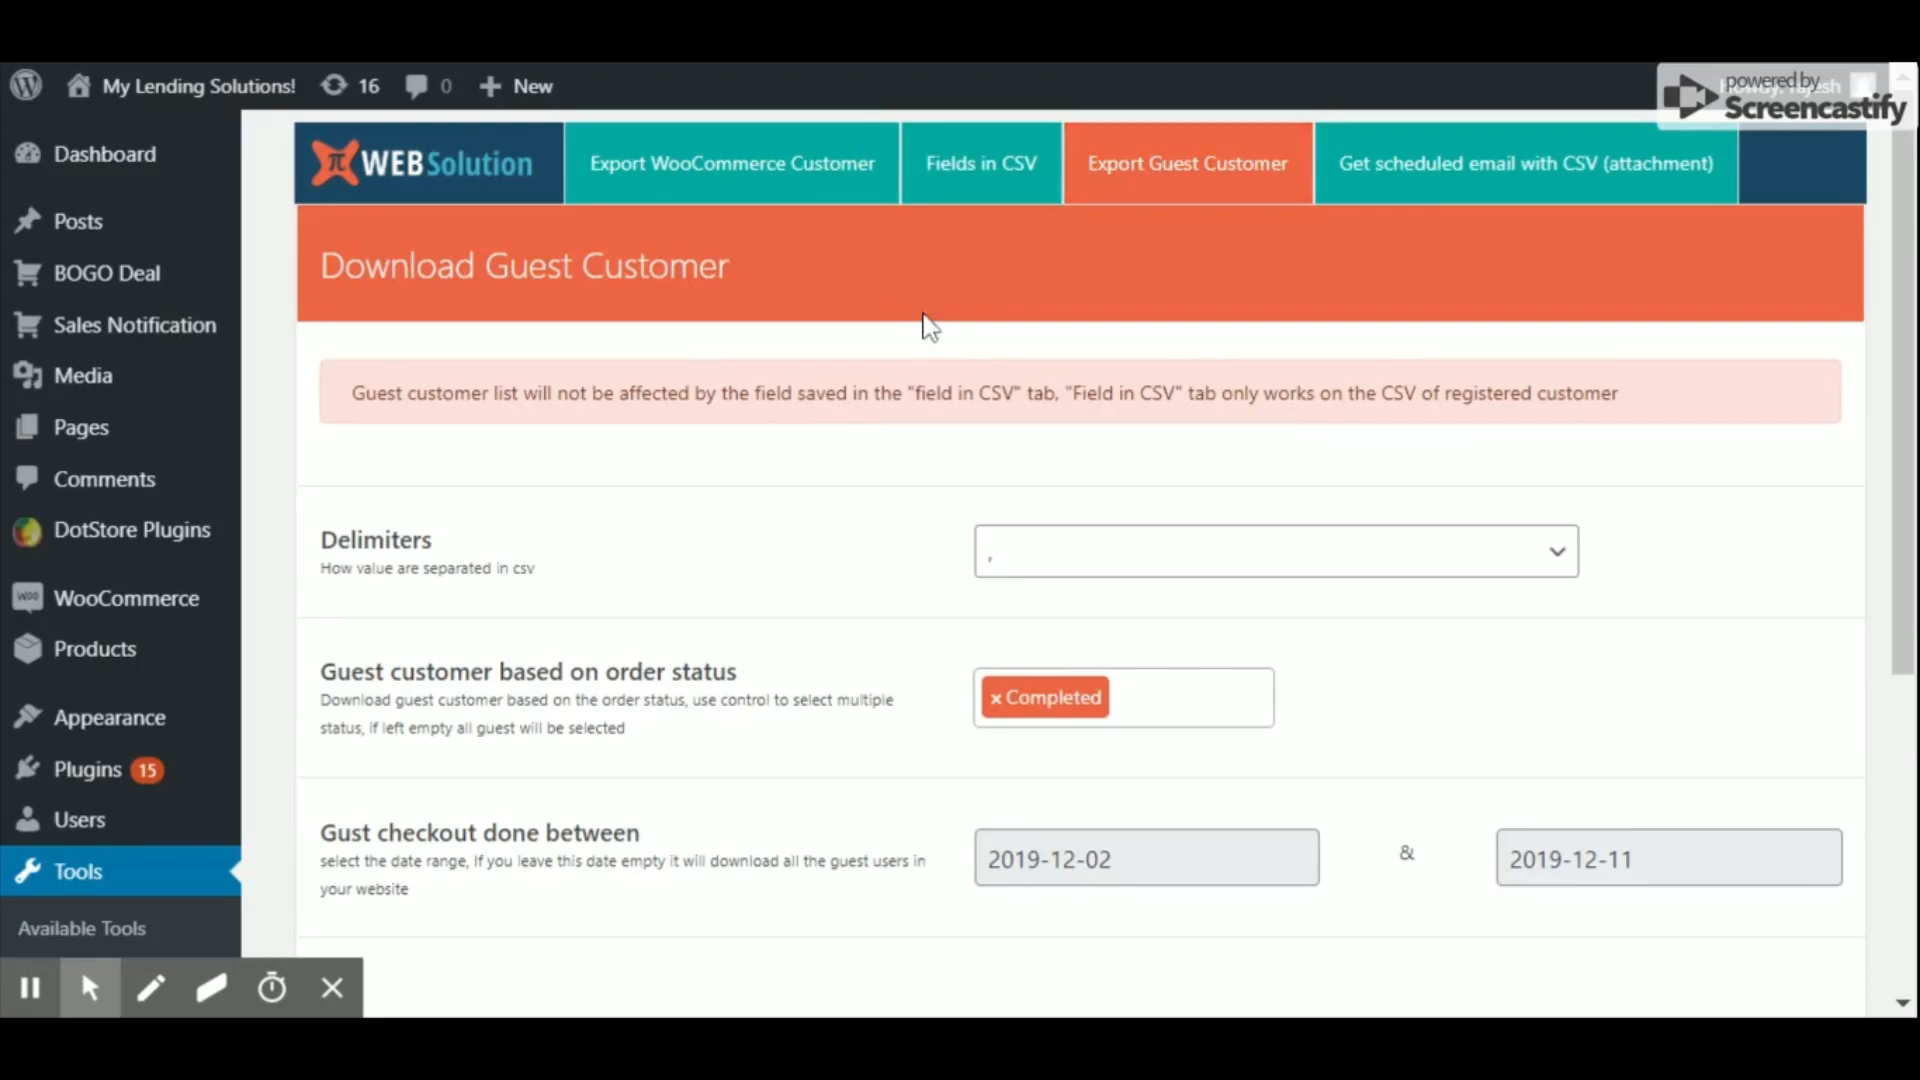 My Lending Solutions!
16
0
New
powered by
Screencastify
Dashboard
Posts
BOGO Deal
Sales Notification
Media
Pages
Comments
DotStore Plugins
WooCommerce
Products
Appearance
Plugins 15
Users
Tools
Available Tools
WEB Solution
Export WooCommerce Customer
Fields in CSV
Export Guest Customer
Get scheduled email with CSV (attachment)
Download Guest Customer
Guest customer list will not be affected by the field saved in the "field in CSV" tab, "Field in CSV" tab only works on the CSV of registered customer
Delimiters
How value are separated in csv
,
Guest customer based on order status
Download guest customer based on the order status, use control to select multiple
status, if left empty all guest will be selected
×Completed
Gust checkout done between
select the date range, If you leave this date empty it will download all the guest users in
your website
2019-12-02
&
2019-12-11